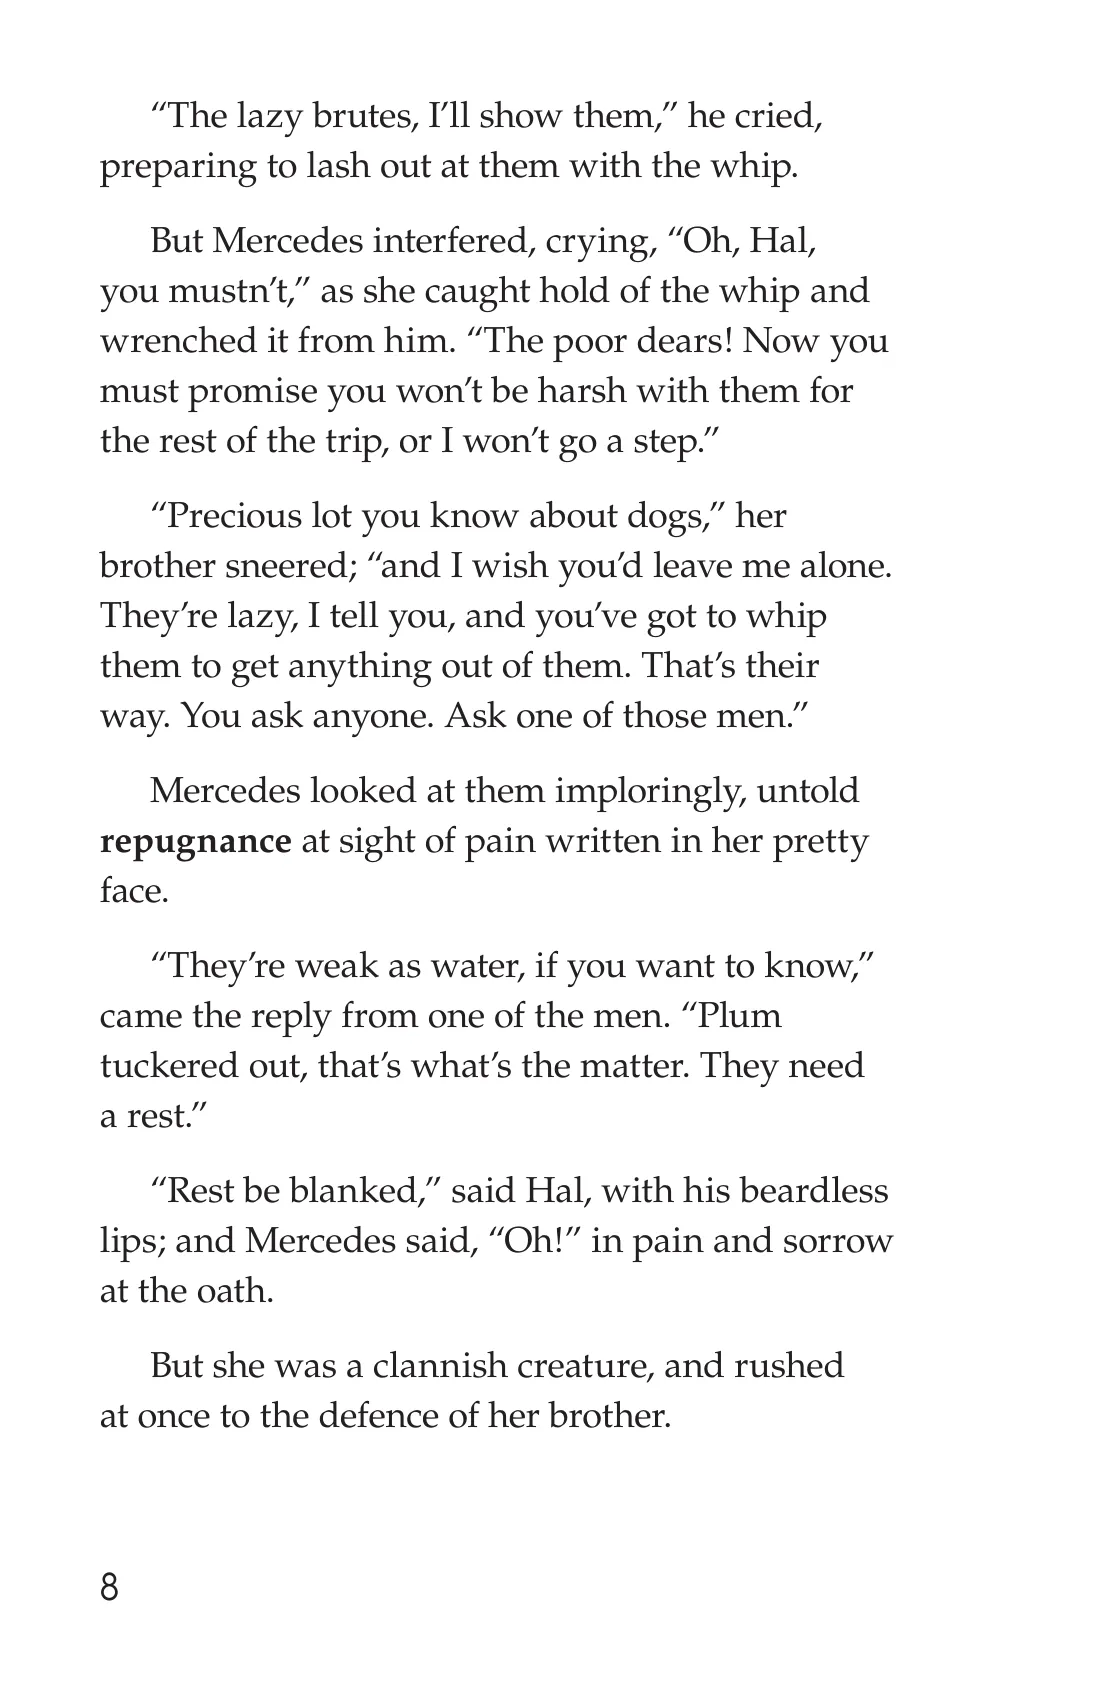 “The lazy brutes, I’ll show them,” he cried,
preparing to lash out at them with the whip.
But Mercedes interfered, crying, “Oh, Hal,
you mustn’t,” as she caught hold of the whip and
wrenched it from him. “The poor dears! Now you
must promise you won’t be harsh with them for
the rest of the trip, or I won’t go a step.”
“Precious lot you know about dogs,” her
brother sneered; “and I wish you’d leave me alone.
They’re lazy, I tell you, and you’ve got to whip
them to get anything out of them. That’s their
way. You ask anyone. Ask one of those men.”
Mercedes looked at them imploringly, untold
repugnance at sight of pain written in her pretty
face.
“They’re weak as water, if you want to know,”
came the reply from one of the men. “Plum
tuckered out, that’s what’s the matter. They need
a rest.”
“Rest be blanked,” said Hal, with his beardless
lips; and Mercedes said, “Oh!” in pain and sorrow
at the oath.
But she was a clannish creature, and rushed
at once to the defence of her brother.
8